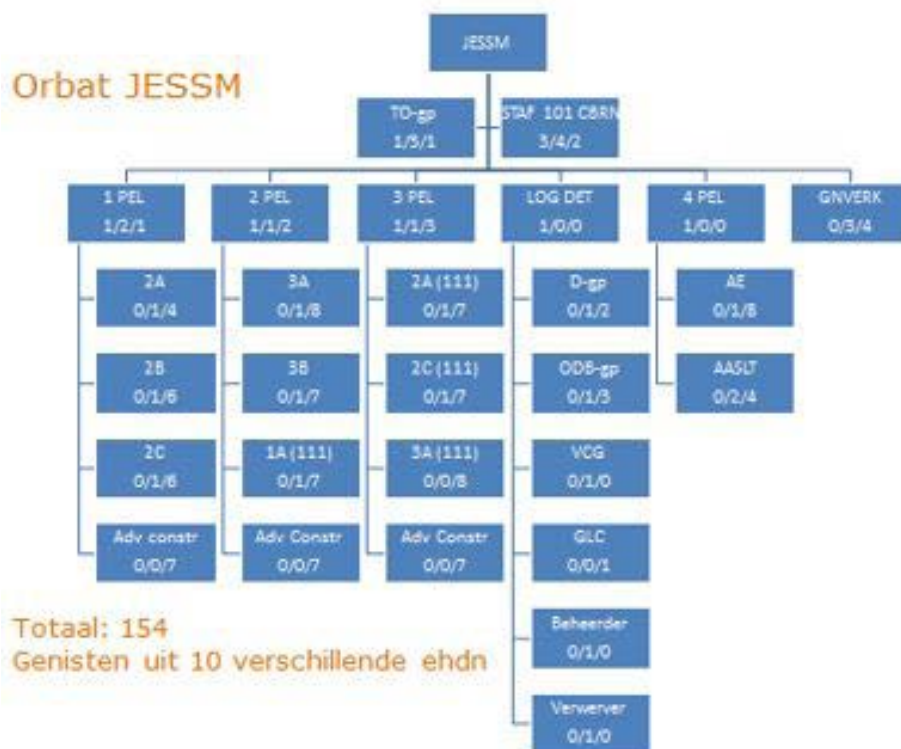 JESSM
Orbat JESSM
TO-gp
1/3/1
STAF 101 CBRN
3/4/2
1 PEL
1/2/1
2 PEL
1/1/2
3 PEL
1/1/3
LOG DET
1/0/0
4 PEL
1/0/0
GNVERK
0/3/4
2A
0/1/4
3A
0/1/8
2A (111)
0/1/7
D-gp
0/1/2
AE
0/1/8
2B
0/1/6
3B
0/1/7
2C (111)
0/1/7
ODB-gp
0/1/3
AASLT
0/2/4
2C
0/1/6
1A (111)
0/1/7
3A (111)
0/0/8
VCG
0/1/0
Adv constr
0/0/7
Adv Constr
0/0/7
Adv Constr
0/0/7
GLC
0/0/1
Beheerder
0/1/0
Verwerver
0/1/0
Totaal: 154
Genisten uit 10 verschillende ehdn